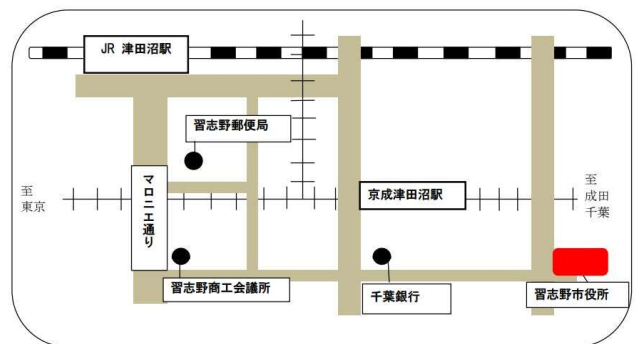 JR 津田沼駅
習志野郵便局
マロニエ通り
至
東京
京成津田沼駅
至
成田
千葉
習志野商工会議所
千葉銀行
習志野市役所